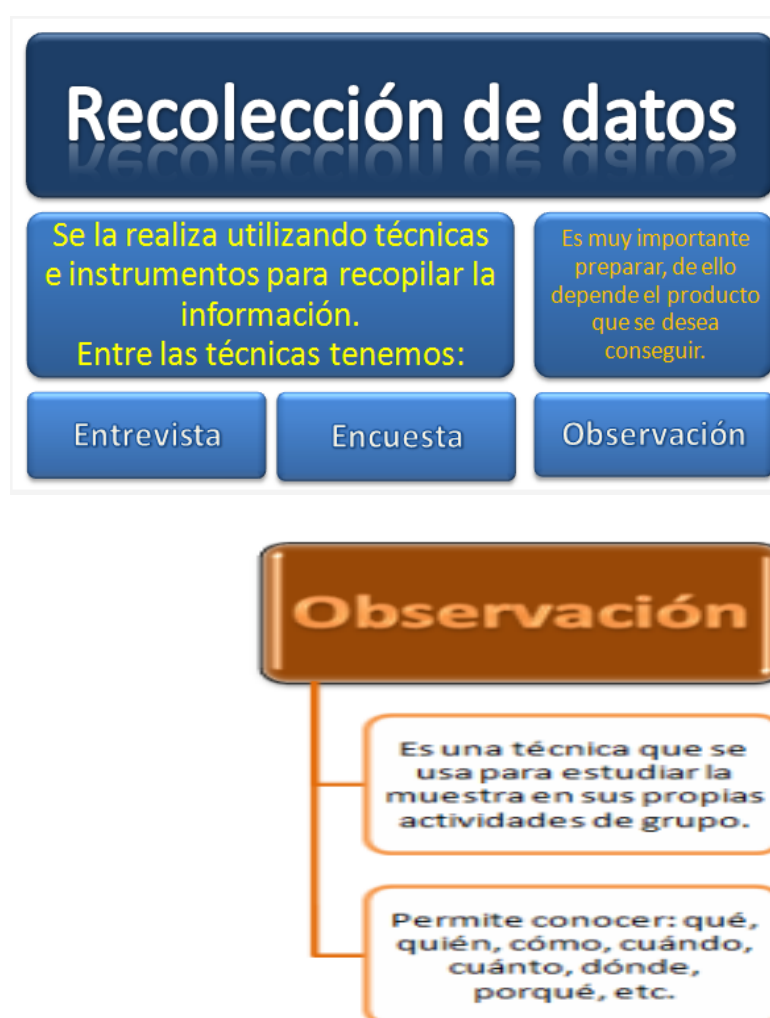 Recolección de datos
Se la realiza utilizando técnicas
e instrumentos para recopilar la
información.
Entre las técnicas tenemos:
Es muy importante
preparar, de ello
depende el producto
que se desea
conseguir.
Entrevista
Encuesta
Observación
Observación
Es una técnica que se
usa para estudiar la
muestra en sus propias
actividades de grupo.
Permite conocer: qué,
quién, cómo, cuándo,
cuánto, dónde,
porqué, etc.